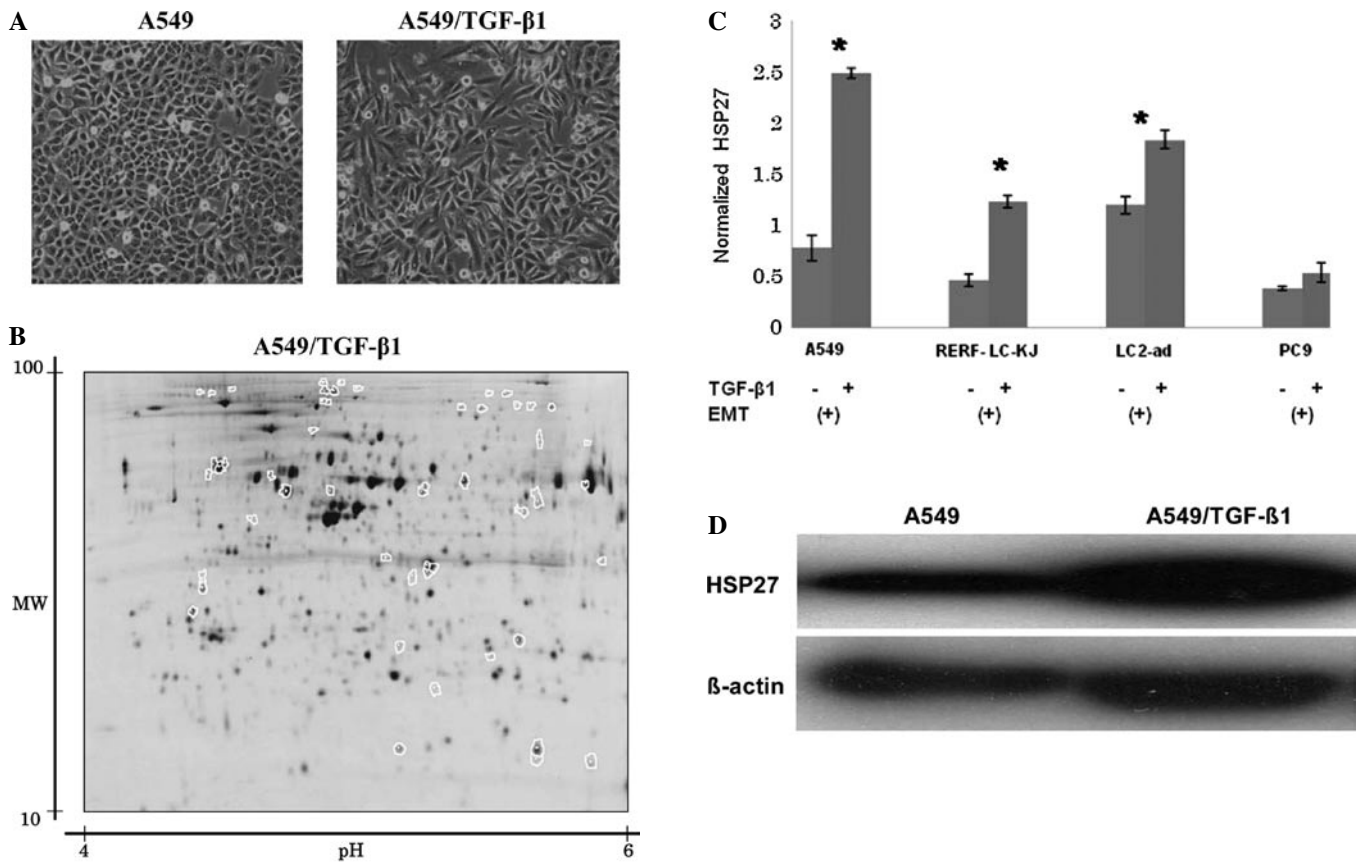 A
A549
A549/TGF-β1
B
A549/TGF-β1
100
MW
10
4
pH
6
C
Normalized HSP27
3
2.5
2
1.5
1
0.5
0
*
*
*
A549
RERF-LC-KJ
LC2-ad
PC9
TGF-β1 - + - + - + - +
EMT (+) (+) (+) (+)
D
A549
A549/TGF-ß1
HSP27
ß-actin